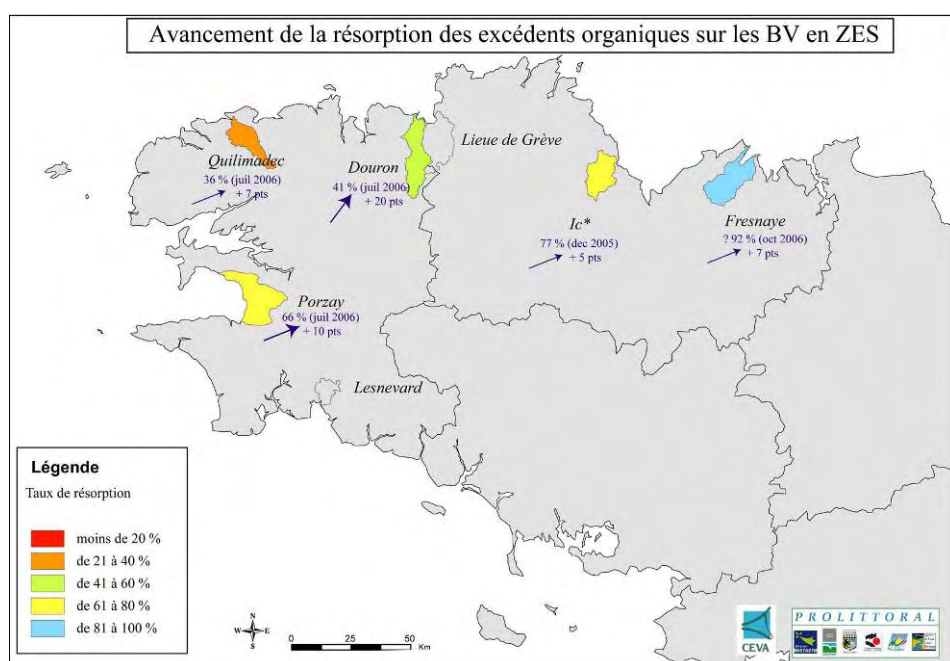 Avancement de la résorption des excédents organiques sur les BV en ZES
Lieue de Grève
Quilimadec
36 % (juil 2006)
+ 7 pts
Douron
41 % (juil 2006)
+ 20 pts
Ic*
77 % (dec 2005)
+ 5 pts
Fresnaye
? 92 % (oct 2006)
+ 7 pts
Porzay
66 % (juil 2006)
+ 10 pts
Lesnevard
Légende
Taux de résorption
moins de 20 %
de 21 à 40 %
de 41 à 60 %
de 61 à 80 %
de 81 à 100 %
N
W E
S
0 25 50
Km
CEVA
PROLITTORAL